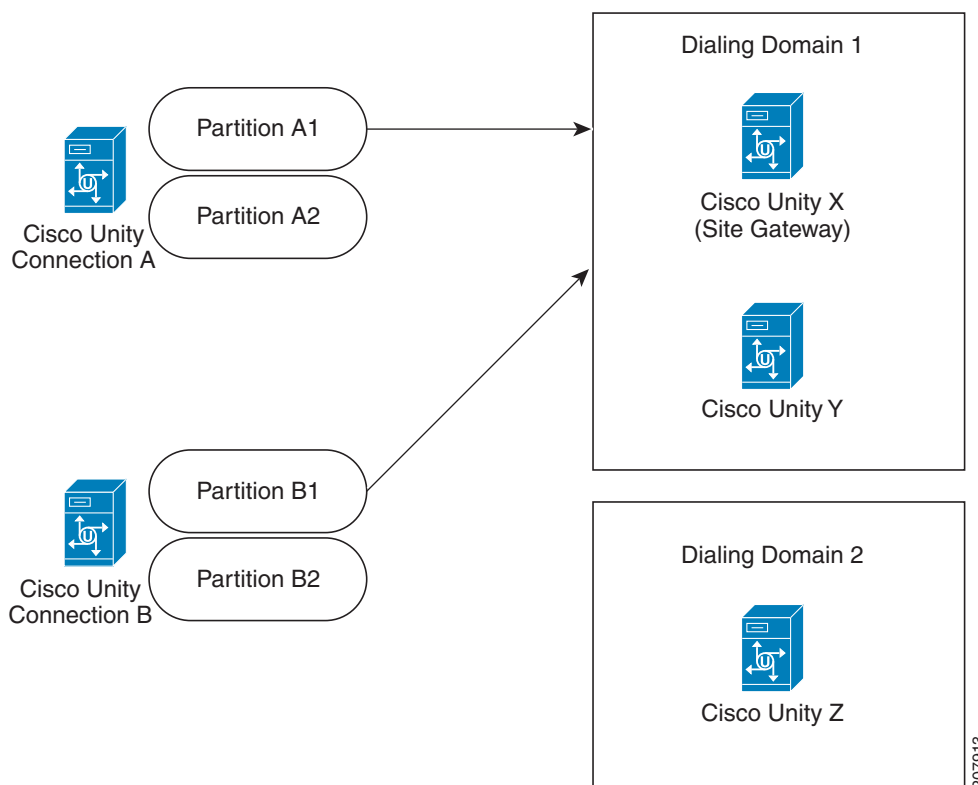 Dialing Domain 1
Partition A1
Partition A2
Cisco Unity
Connection A
Cisco Unity X
(Site Gateway)
Cisco Unity Y
Partition B1
Partition B2
Cisco Unity
Connection B
Dialing Domain 2
Cisco Unity Z